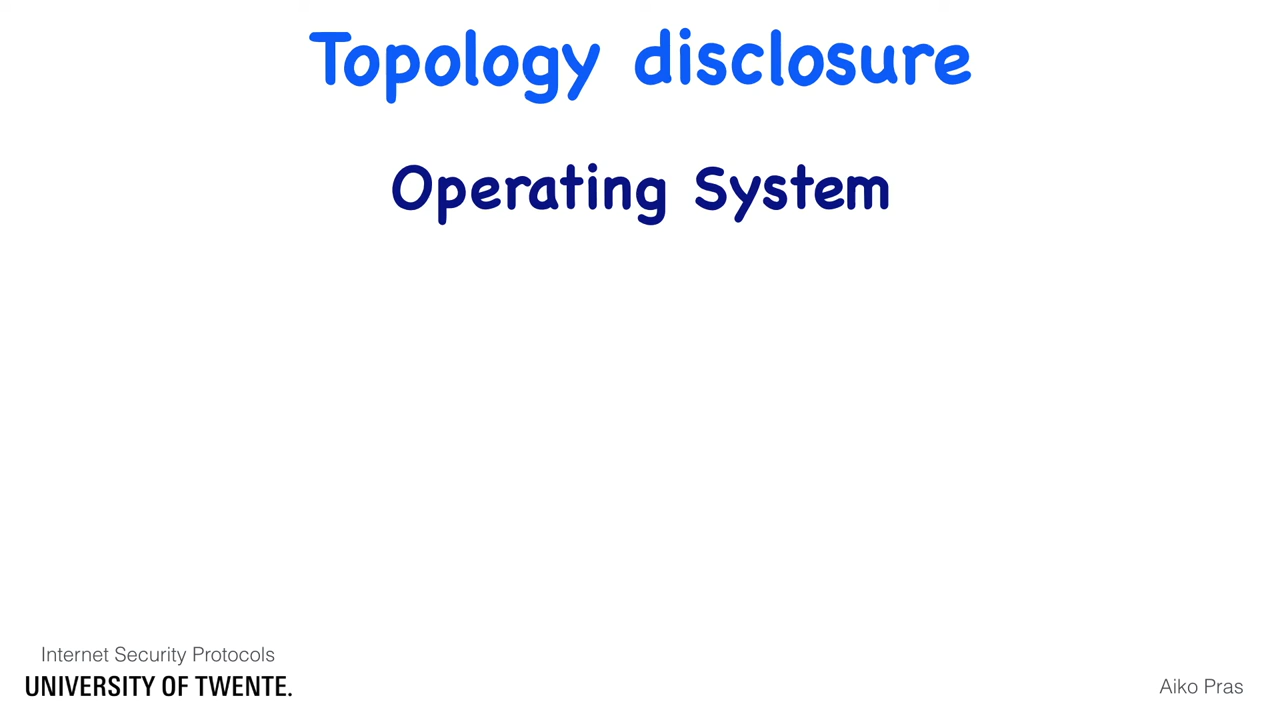 Topology disclosure
Operating System
Internet Security Protocols
UNIVERSITY OF TWENTE.
Aiko Pras